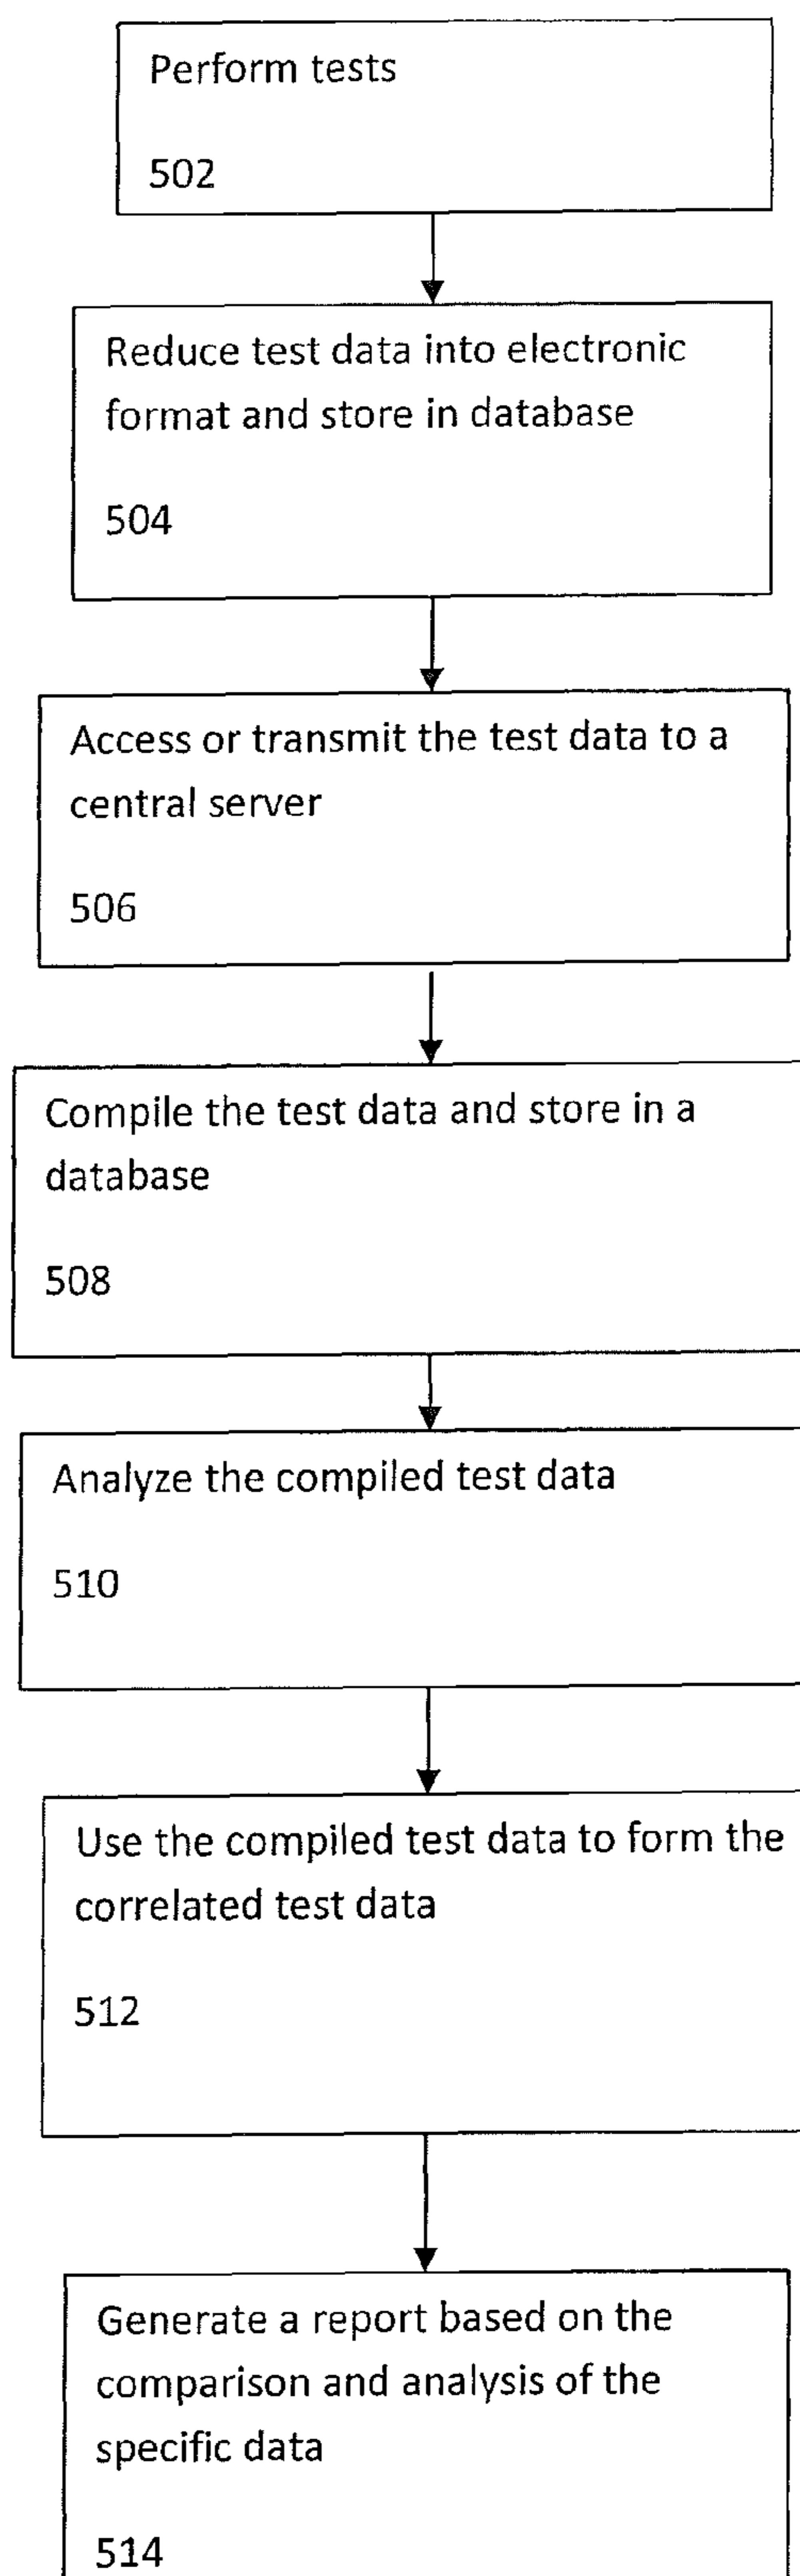 Perform tests
502
Reduce test data into electronic
format and store in database
504
Access or transmit the test data to a
central server
506
Compile the test data and store in a
database
508
Analyze the compiled test data
510
Use the compiled test data to form the
correlated test data
512
Generate a report based on the
comparison and analysis of the
specific data
514